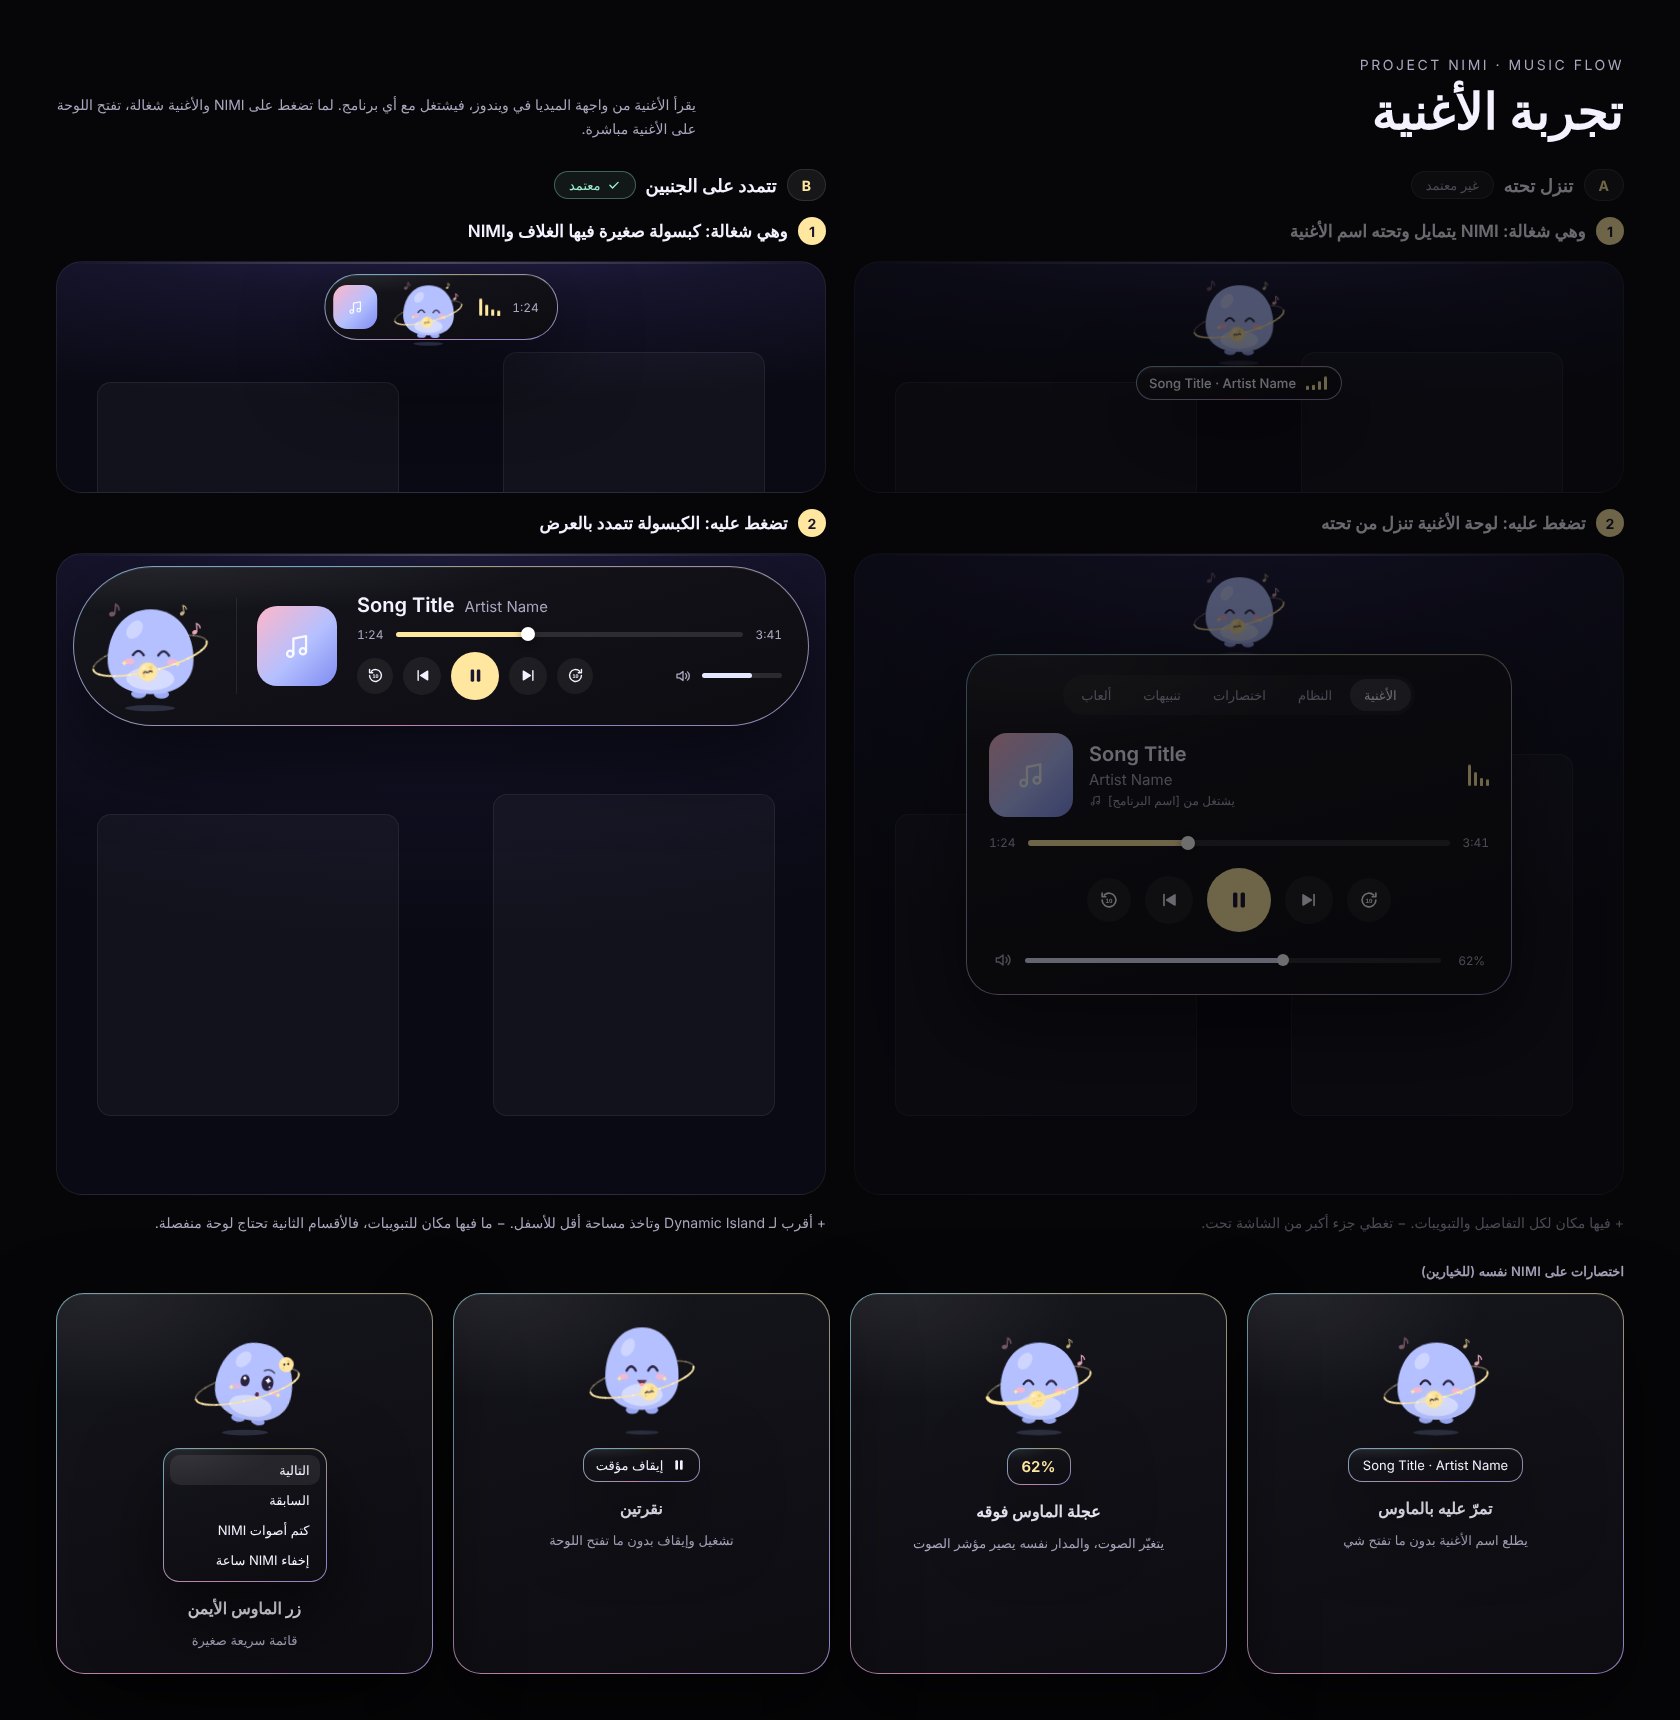 PROJECT NIMI · MUSIC FLOW
تجربة الأغنية
يقرأ الأغنية من واجهة الميديا في ويندوز، فيشتغل مع أي برنامج. لما تضغط على NIMI والأغنية شغالة، تفتح اللوحة
على الأغنية مباشرة.
A تنزل تحته غير معتمد
1 وهي شغالة: NIMI يتمايل وتحته اسم الأغنية
Song Title · Artist Name
2 تضغط عليه: لوحة الأغنية تنزل من تحته
الأغنية النظام اختصارات تنبيهات ألعاب
Song Title
Artist Name
يشتغل من [اسم البرنامج]
1:24 3:41
10 10
62%
+ فيها مكان لكل التفاصيل والتبويبات. – تغطي جزء أكبر من الشاشة تحت.
B تتمدد على الجنبين معتمد
1 وهي شغالة: كبسولة صغيرة فيها الغلاف وNIMI
1:24
2 تضغط عليه: الكبسولة تتمدد بالعرض
Song Title Artist Name
1:24 3:41
10 10
+ أقرب لـ Dynamic Island وتاخذ مساحة أقل للأسفل. – ما فيها مكان للتبويبات، فالأقسام الثانية تحتاج لوحة منفصلة.
اختصارات على NIMI نفسه (للخيارين)
Song Title · Artist Name
تمرّ عليه بالماوس
يطلع اسم الأغنية بدون ما تفتح شي
62%
عجلة الماوس فوقه
يتغيّر الصوت، والمدار نفسه يصير مؤشر الصوت
إيقاف مؤقت
نقرتين
تشغيل وإيقاف بدون ما تفتح اللوحة
التالية
السابقة
كتم أصوات NIMI
إخفاء NIMI ساعة
زر الماوس الأيمن
قائمة سريعة صغيرة